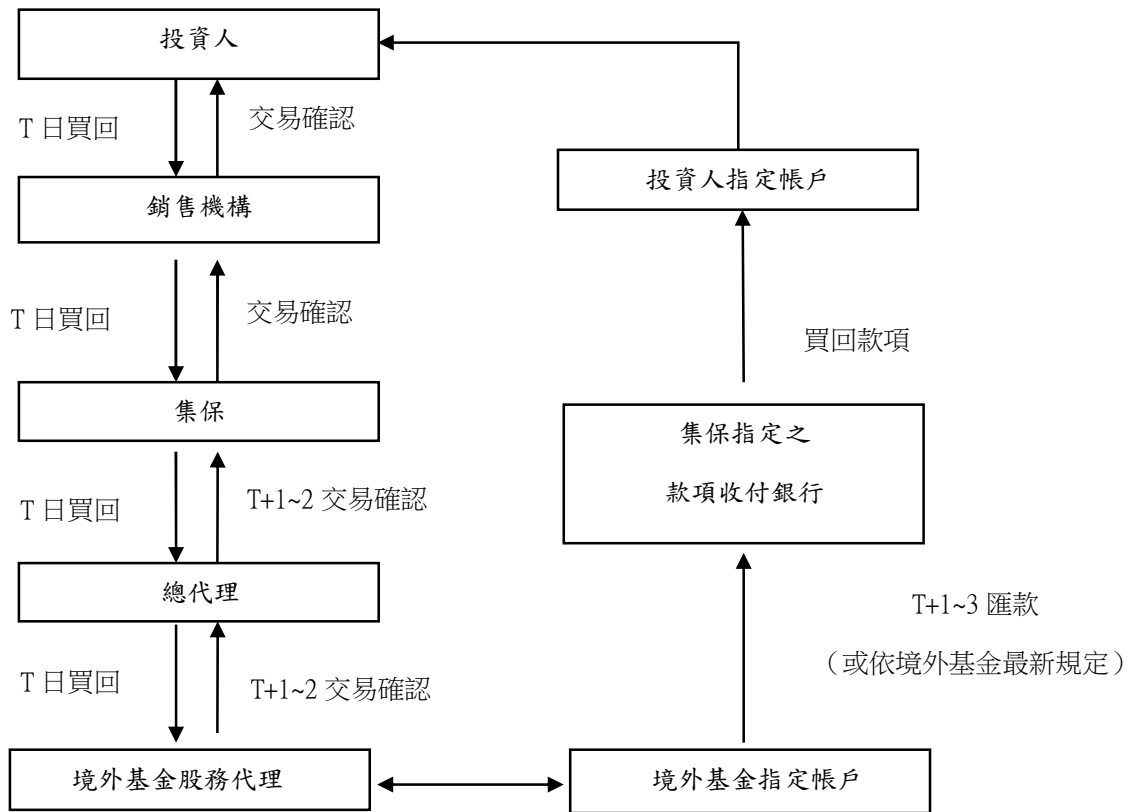 投資人
T 日買回
交易確認
投資人指定帳戶
銷售機構
T 日買回
交易確認
買回款項
集保
集保指定之
款項收付銀行
T 日買回
T+1~2 交易確認
總代理
T+1~3 匯款
（或依境外基金最新規定）
T 日買回
T+1~2 交易確認
境外基金股務代理
境外基金指定帳戶